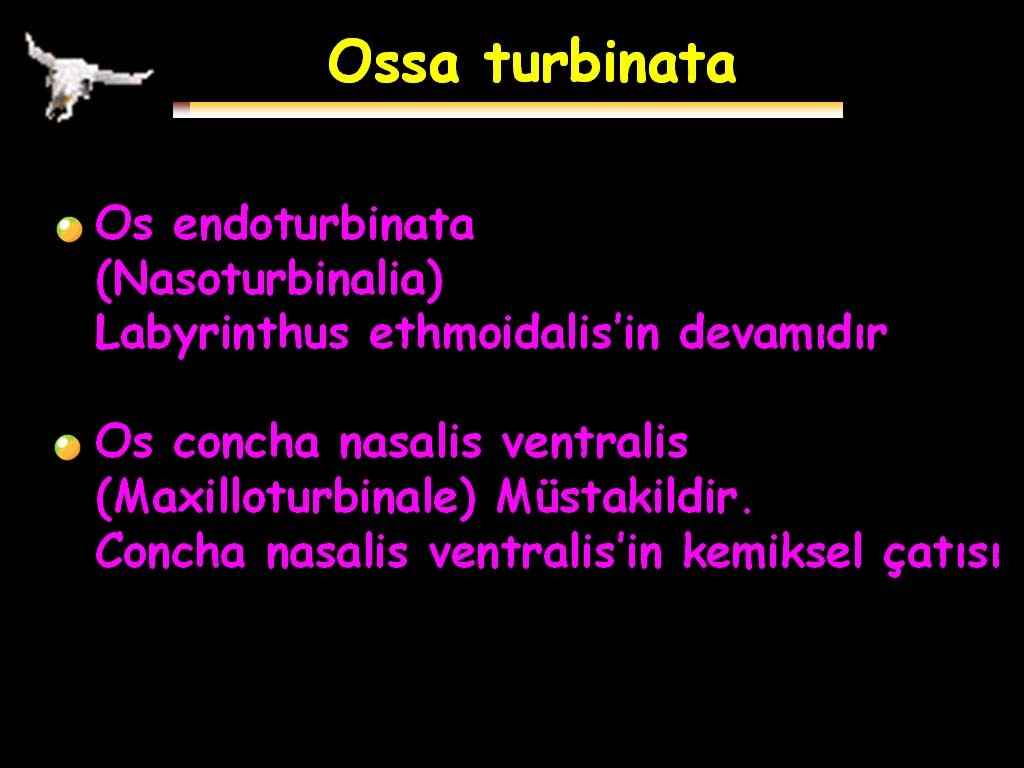 Ossa turbinata
Os endoturbinata
(Nasoturbinalia)
Labyrinthus ethmoidalis’in devamıdır
Os concha nasalis ventralis
(Maxilloturbinale) Müstakildir.
Concha nasalis ventralis’in kemiksel çatısı